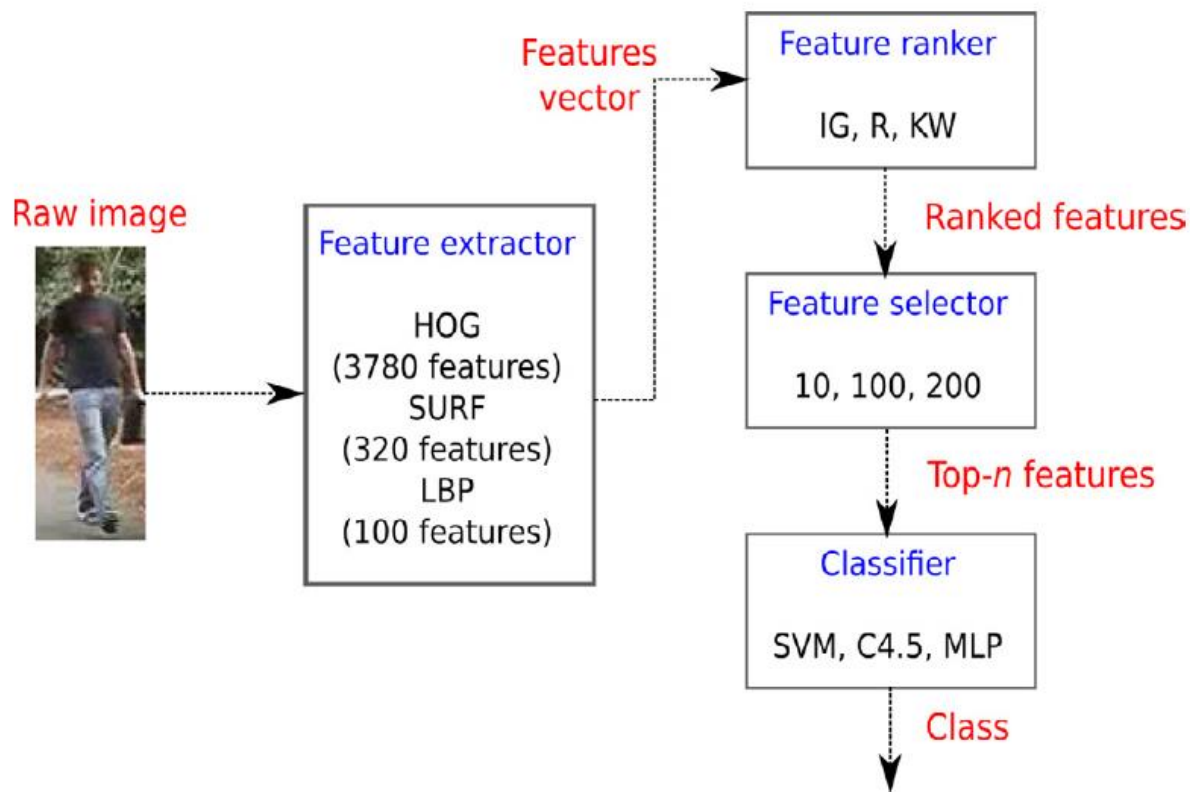 Raw image
Feature extractor
HOG
(3780 features)
SURF
(320 features)
LBP
(100 features)
Features
vector
Feature ranker
IG, R, KW
Ranked features
Feature selector
10, 100, 200
Top-n features
Classifier
SVM, C4.5, MLP
Class